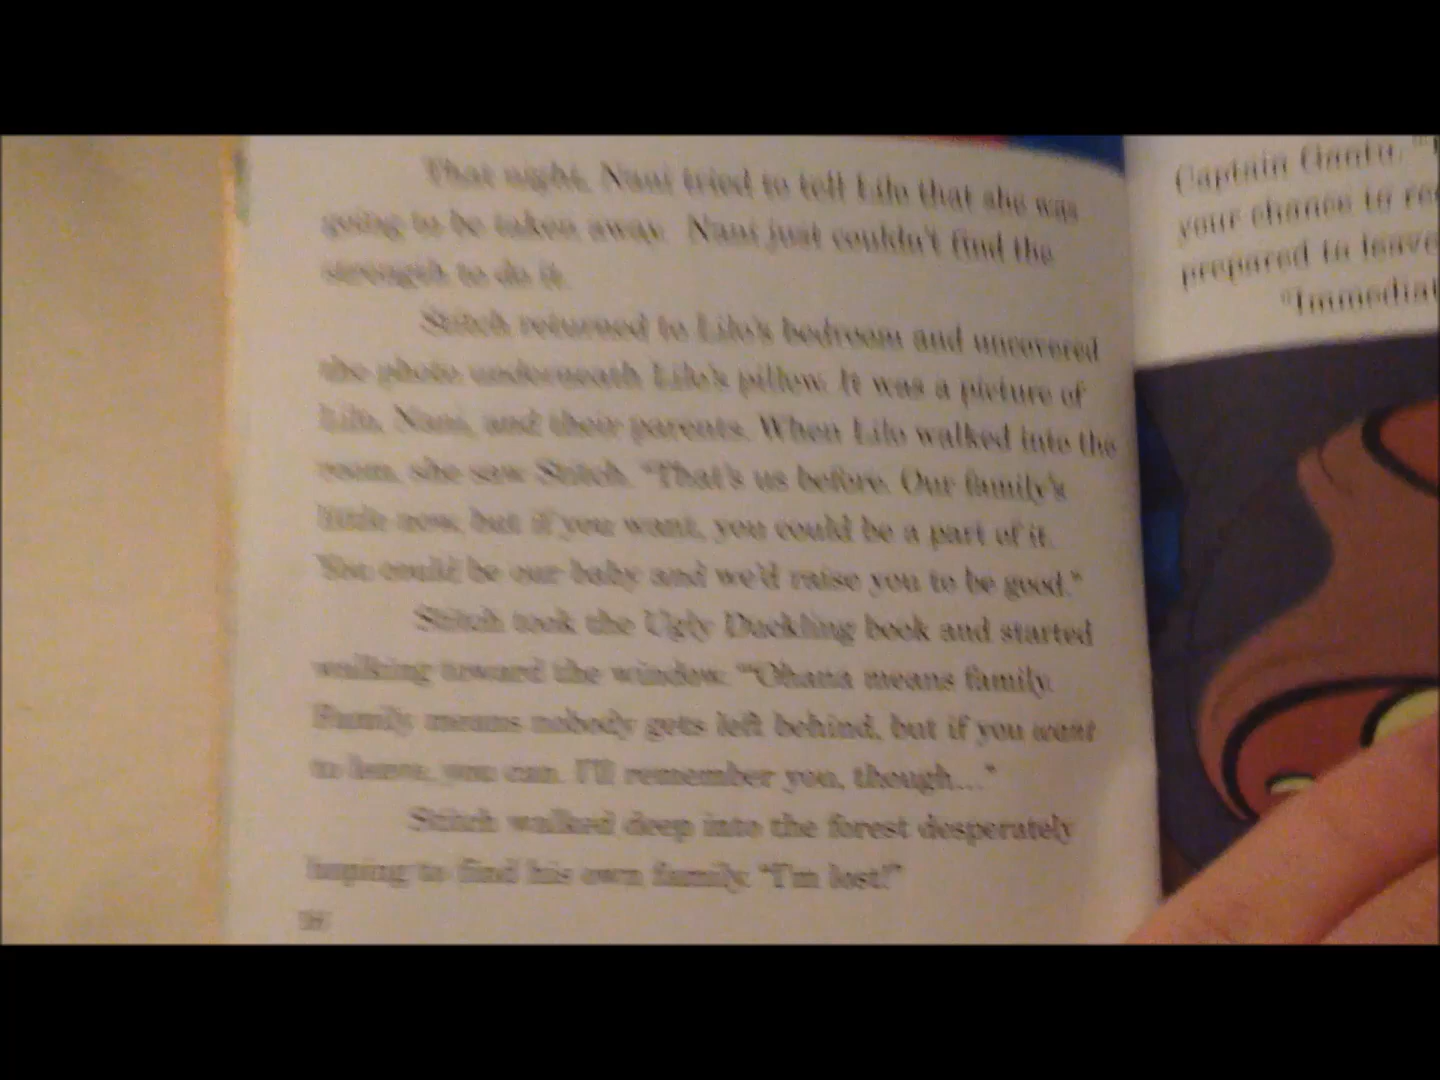 That night, Nani tried to tell Lilo that she was
going to be taken away. Nani just couldn't find the
strength to do it.
Stitch returned to Lilo's bedroom and uncovered
the photo underneath Lilo's pillow. It was a picture of
Lilo, Nani, and their parents. When Lilo walked into the
room, she saw Stitch. "That's us before. Our family's
little now, but if you want, you could be a part of it.
You could be our baby and we'd raise you to be good."
Stitch took the Ugly Duckling book and started
walking toward the window. "'Ohana means family.
Family means nobody gets left behind, but if you want
to leave, you can. I'll remember you, though..."
Stitch walked deep into the forest desperately
hoping to find his own family. "I'm lost!"
Captain Gantu. "
your chance to re
prepared to leave
"Immediat